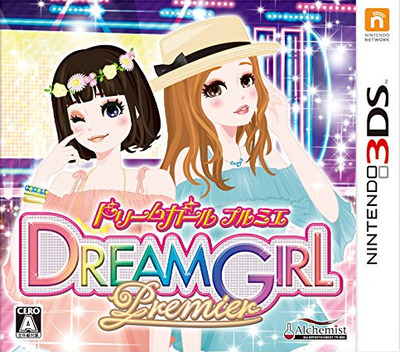 NINTENDO
NETWORK
NINTENDO 3DS
ドリームガール プルミエ
DREAM GIRL
Premier
CERO
A
Alchemist